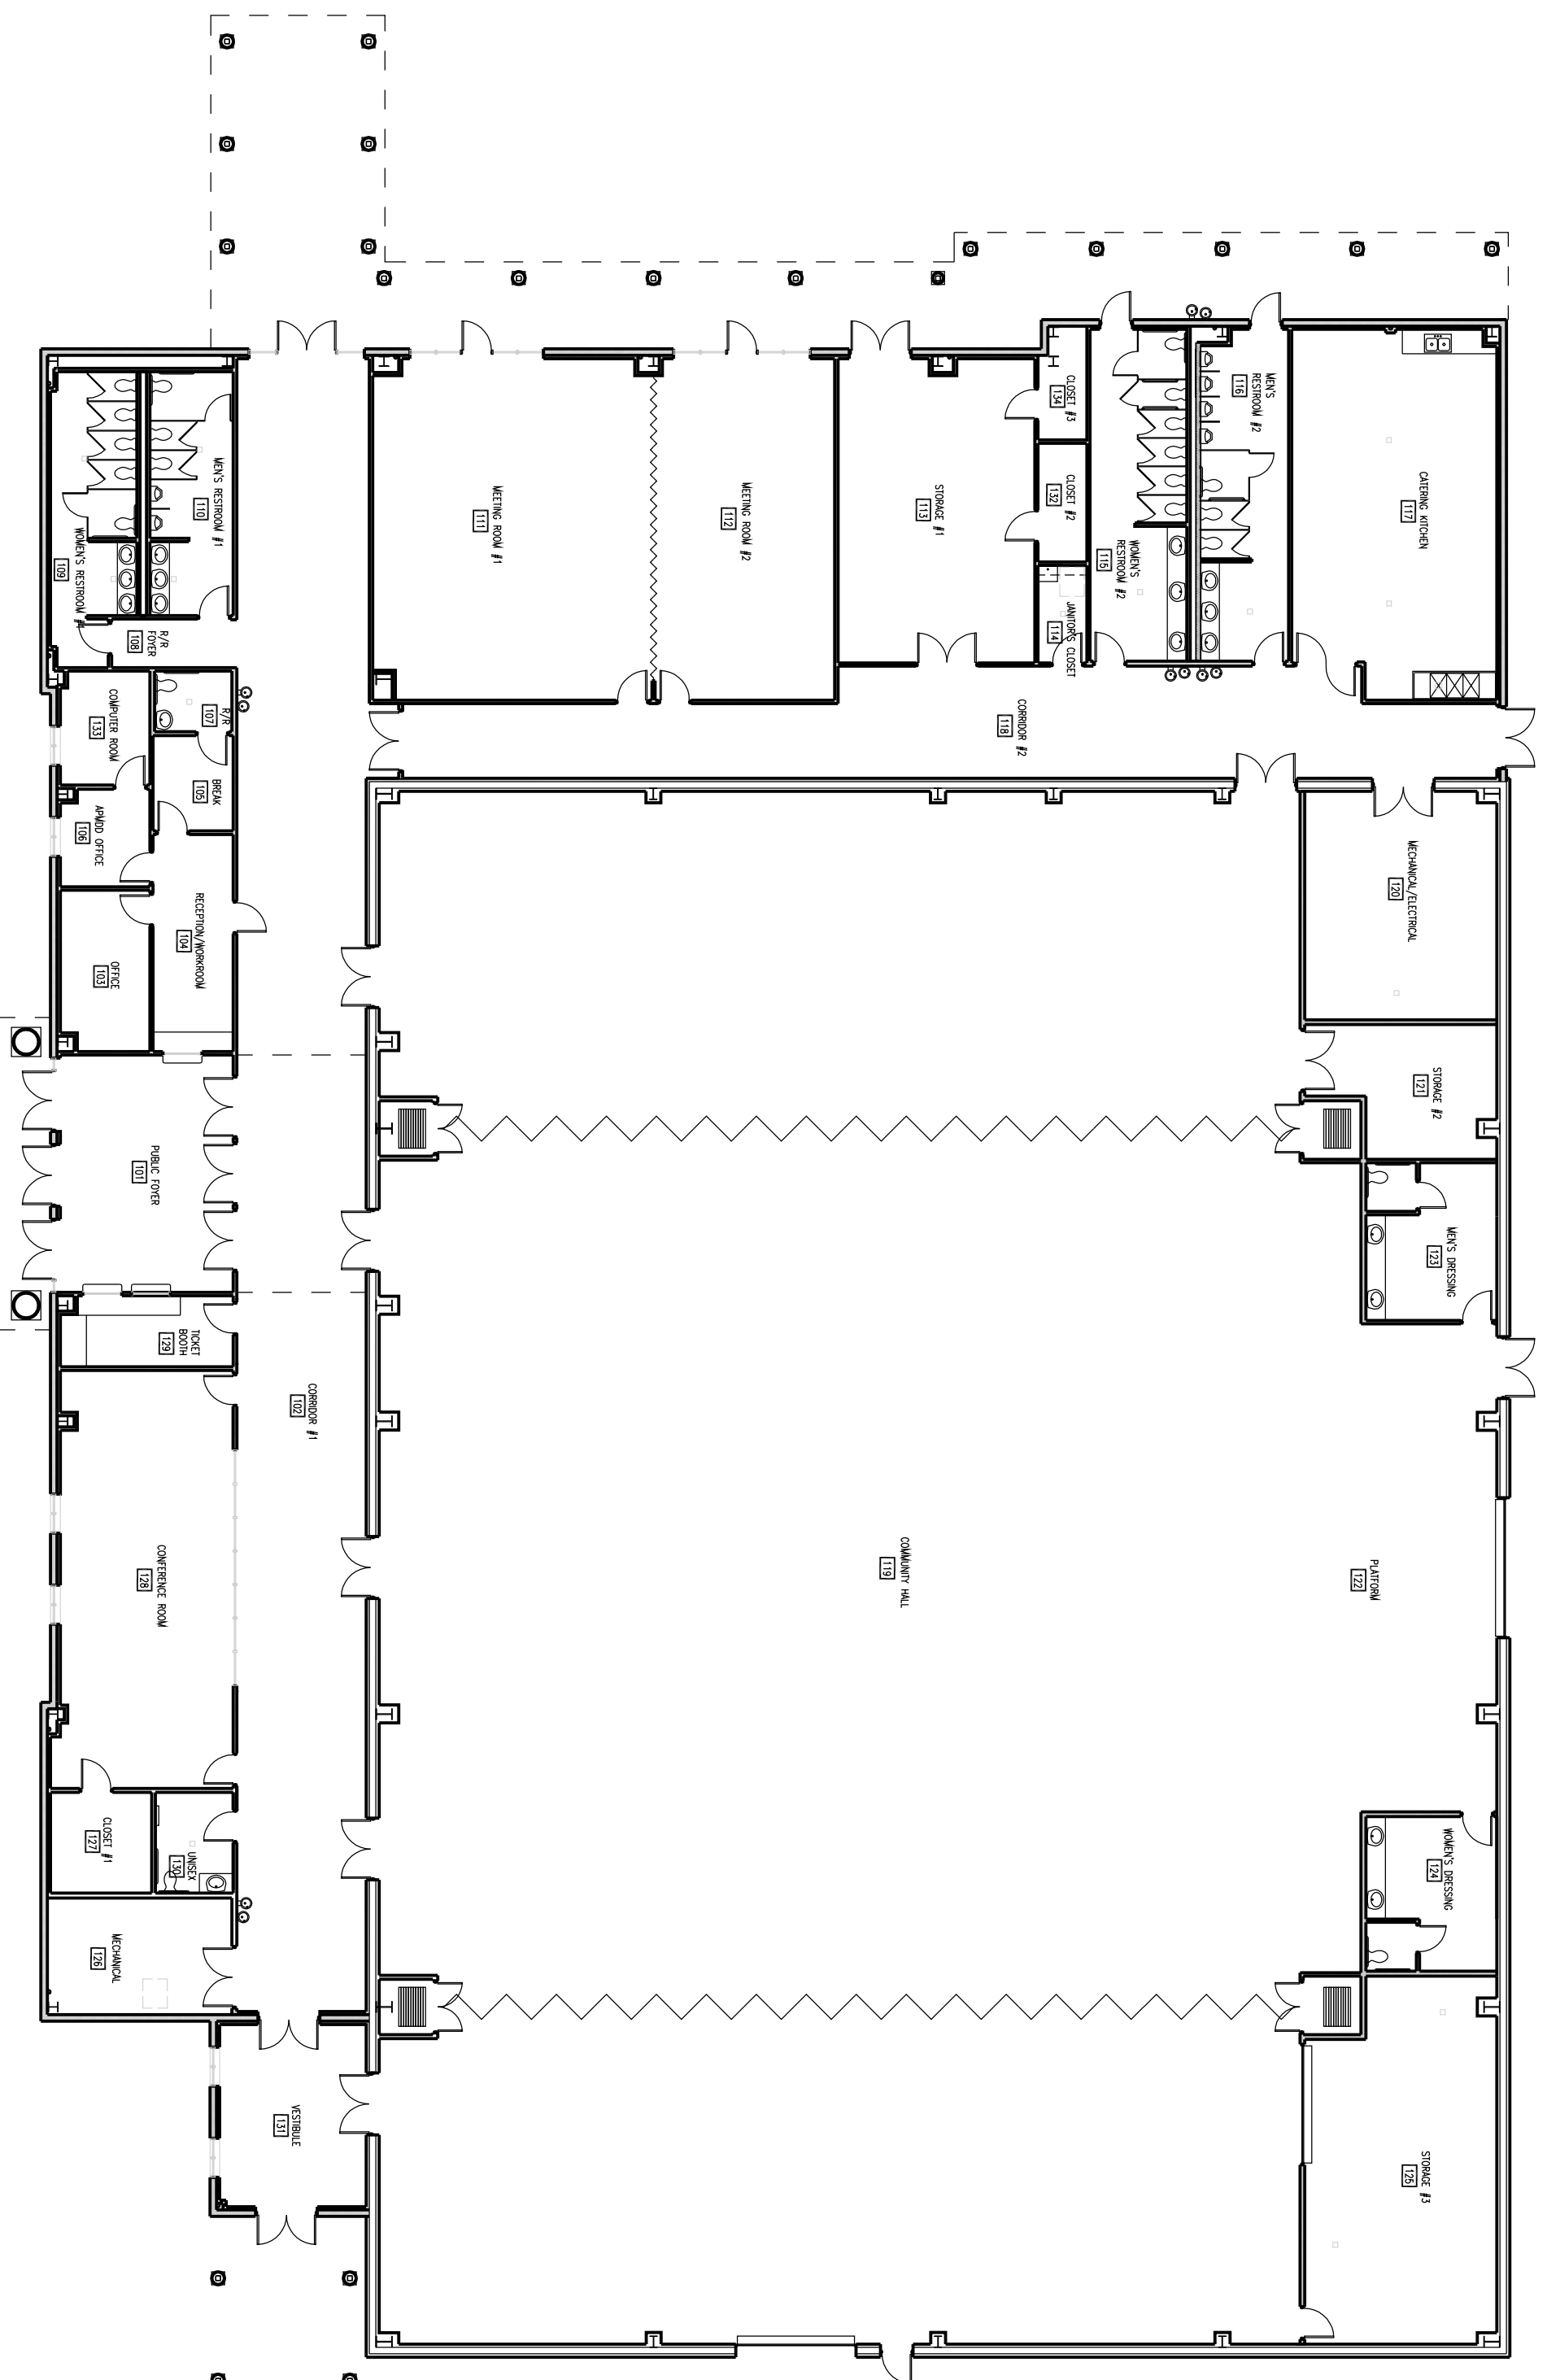 CATERING KITCHEN
117
MEN'S
RESTROOM #2
116
WOMEN'S
RESTROOM #2
115
CLOSET #3
134
CLOSET #2
132
JANITOR'S CLOSET
114
STORAGE #1
113
MEETING ROOM #2
112
MEETING ROOM #1
111
MEN'S RESTROOM #1
110
WOMEN'S RESTROOM #1
109
R/R
FOYER
108
R/R
107
COMPUTER ROOM
133
BREAK
105
APMDD OFFICE
106
RECEPTION/WORKROOM
104
OFFICE
103
CORRIDOR #2
118
MECHANICAL/ELECTRICAL
120
STORAGE #2
121
MEN'S DRESSING
123
PUBLIC FOYER
101
TICKET
BOOTH
129
CORRIDOR #1
102
CONFERENCE ROOM
128
COMMUNITY HALL
119
PLATFORM
122
WOMEN'S DRESSING
124
CLOSET #1
127
UNISEX
130
MECHANICAL
126
VESTIBULE
131
STORAGE #3
125